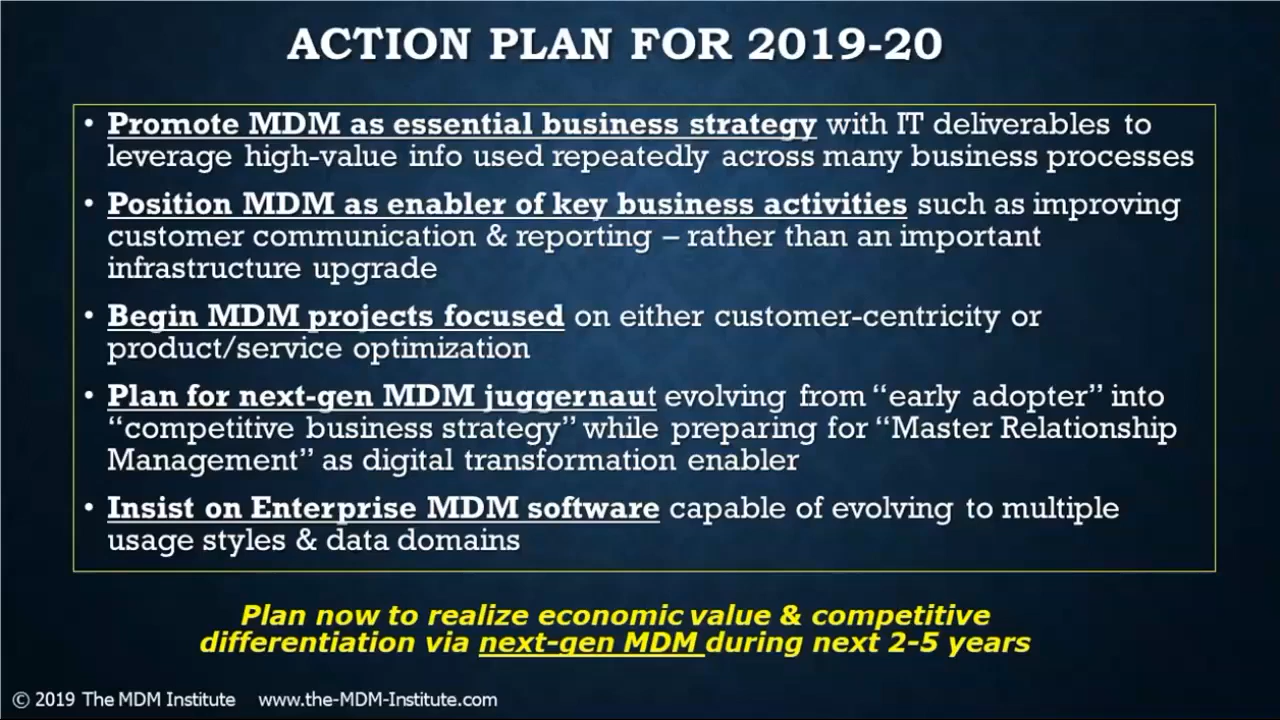 ACTION PLAN FOR 2019-20
• Promote MDM as essential business strategy with IT deliverables to
leverage high-value info used repeatedly across many business processes
• Position MDM as enabler of key business activities such as improving
customer communication & reporting – rather than an important
infrastructure upgrade
• Begin MDM projects focused on either customer-centricity or
product/service optimization
• Plan for next-gen MDM juggernaut evolving from “early adopter” into
“competitive business strategy” while preparing for “Master Relationship
Management” as digital transformation enabler
• Insist on Enterprise MDM software capable of evolving to multiple
usage styles & data domains
Plan now to realize economic value & competitive
differentiation via next-gen MDM during next 2-5 years
© 2019 The MDM Institute www.the-MDM-Institute.com